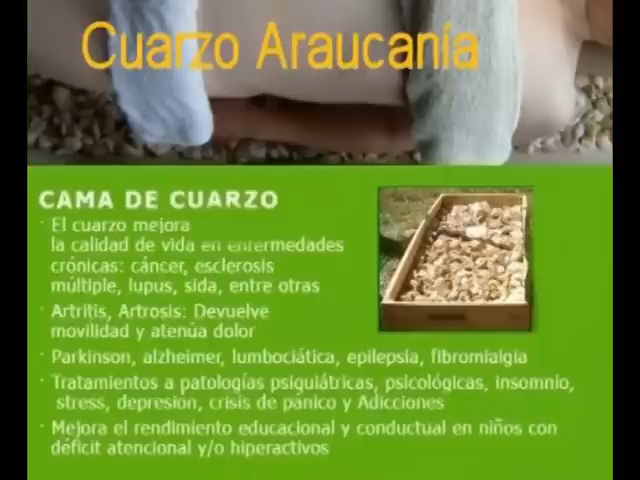 Cuarzo Araucanía
CAMA DE CUARZO
· El cuarzo mejora
la calidad de vida en enfermedades
crónicas: cáncer, esclerosis
múltiple, lupus, sida, entre otras
· Artritis, Artrosis: Devuelve
movilidad y atenúa dolor
· Parkinson, alzheimer, lumbociática, epilepsia, fibromialgia
· Tratamientos a patologías psiquiátricas, psicológicas, insomnio,
stress, depresion, crisis de pánico y Adicciones
· Mejora el rendimiento educacional y conductual en niños con
déficit atencional y/o hiperactivos